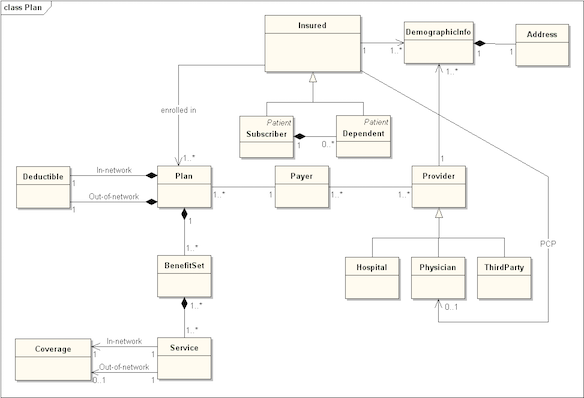 class Plan
Insured
DemographicInfo
Address
1
1..*
1
1
1..*
enrolled in
Patient
Subscriber
Patient
Dependent
1
0..*
1..*
1
Deductible
In-network
1
Out-of-network
1
Plan
1..*
Payer
1
1..*
1..*
Provider
1
1..*
BenefitSet
Hospital
Physician
ThirdParty
PCP
0..1
1..*
1..*
Coverage
In-network
1
1
Out-of-network
0..1
1
Service